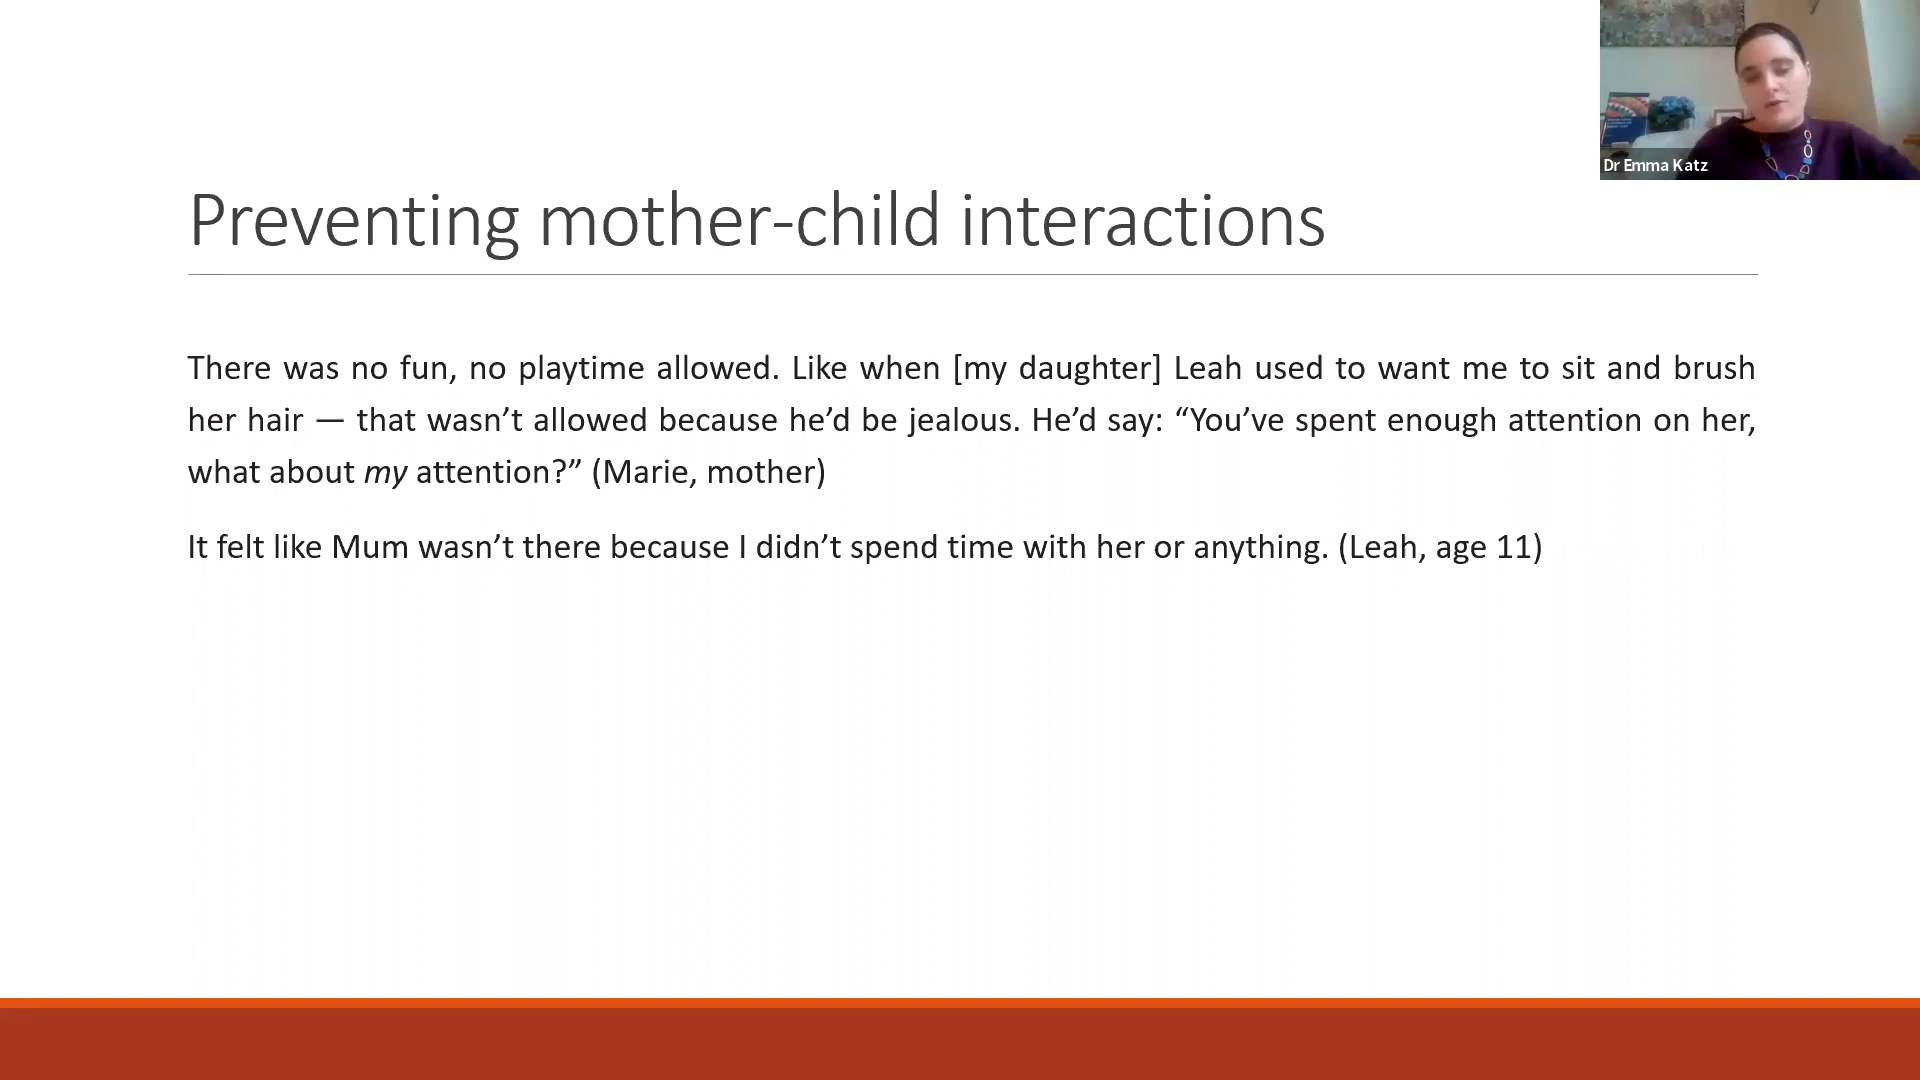 Dr Emma Katz
Preventing mother-child interactions
There was no fun, no playtime allowed. Like when [my daughter] Leah used to want me to sit and brush
her hair — that wasn’t allowed because he’d be jealous. He’d say: “You’ve spent enough attention on her,
what about my attention?” (Marie, mother)
It felt like Mum wasn’t there because I didn’t spend time with her or anything. (Leah, age 11)